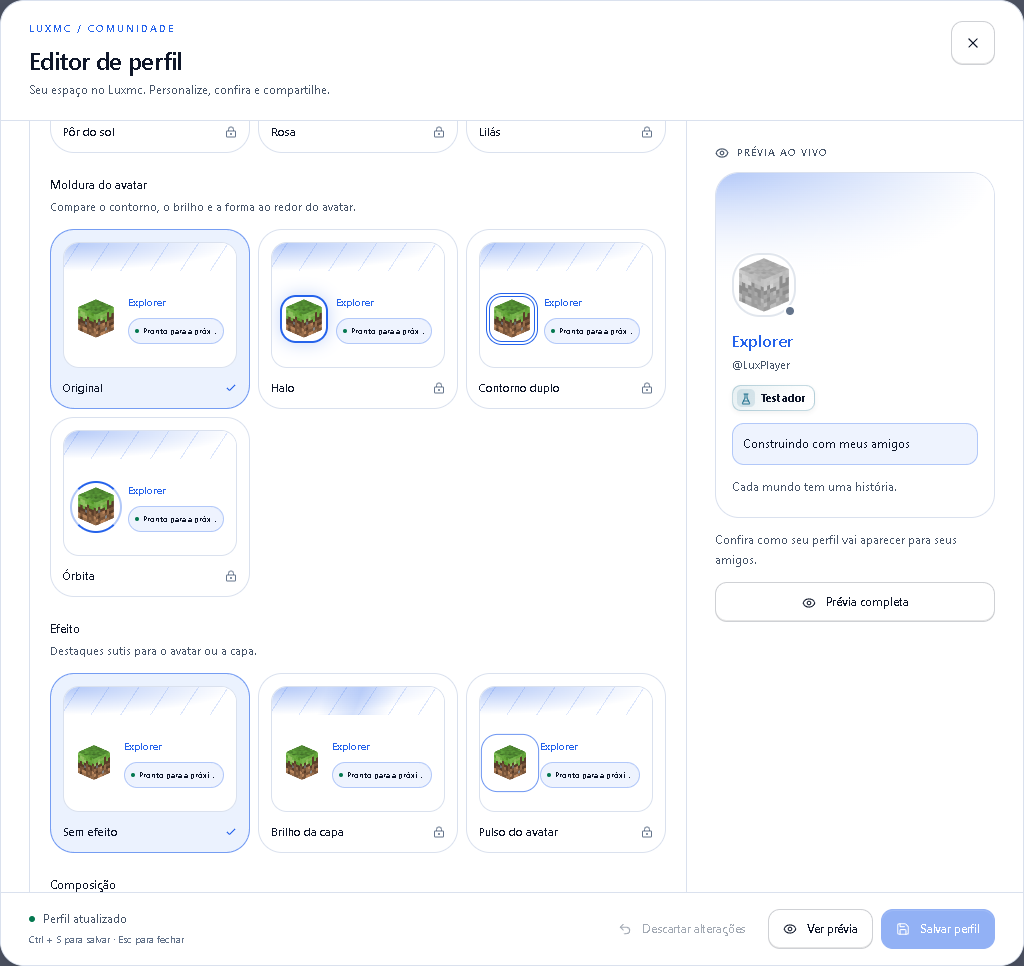 LUXMC / COMUNIDADE
Editor de perfil
Seu espaço no Luxmc. Personalize, confira e compartilhe.
Pôr do sol
Rosa
Lilás
Moldura do avatar
Compare o contorno, o brilho e a forma ao redor do avatar.
Explorer
Pronto para a próx .
Original
Explorer
Pronto para a próx .
Halo
Explorer
Pronto para a próx .
Contorno duplo
Explorer
Pronto para a próx .
Órbita
Efeito
Destaques sutis para o avatar ou a capa.
Explorer
Pronto para a próxi .
Sem efeito
Explorer
Pronto para a próxi .
Brilho da capa
Explorer
Pronto para a próxi .
Pulso do avatar
Composição
PRÉVIA AO VIVO
Explorer
@LuxPlayer
Testador
Construindo com meus amigos
Cada mundo tem uma história.
Confira como seu perfil vai aparecer para seus
amigos.
Prévia completa
Perfil atualizado
Ctrl + S para salvar · Esc para fechar
Descartar alterações
Ver prévia
Salvar perfil